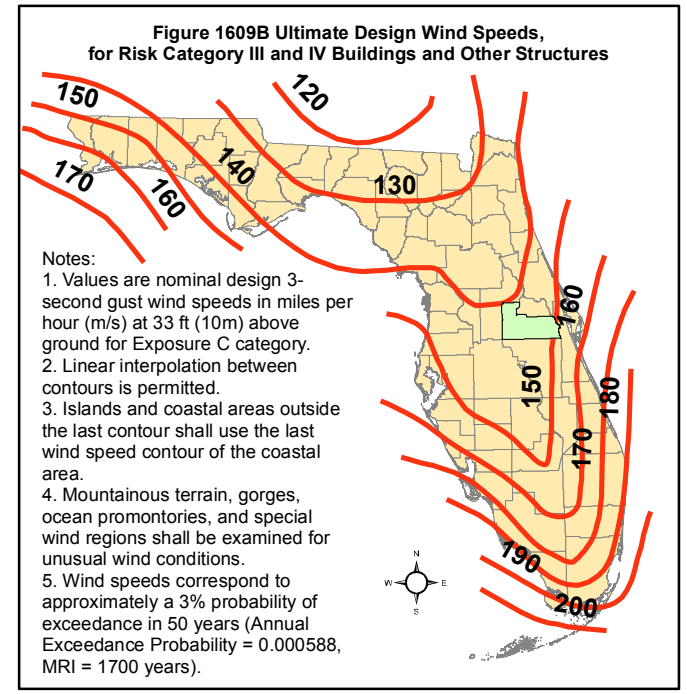 Figure 1609B Ultimate Design Wind Speeds,
for Risk Category III and IV Buildings and Other Structures
120
150
140
130
170
160
Notes:
1. Values are nominal design 3-
second gust wind speeds in miles per
hour (m/s) at 33 ft (10m) above
ground for Exposure C category.
2. Linear interpolation between
contours is permitted.
3. Islands and coastal areas outside
the last contour shall use the last
wind speed contour of the coastal
area.
4. Mountainous terrain, gorges,
ocean promontories, and special
wind regions shall be examined for
unusual wind conditions.
5. Wind speeds correspond to
approximately a 3% probability of
exceedance in 50 years (Annual
Exceedance Probability = 0.000588,
MRI = 1700 years).
160
150
180
170
190
200
N
W E
S